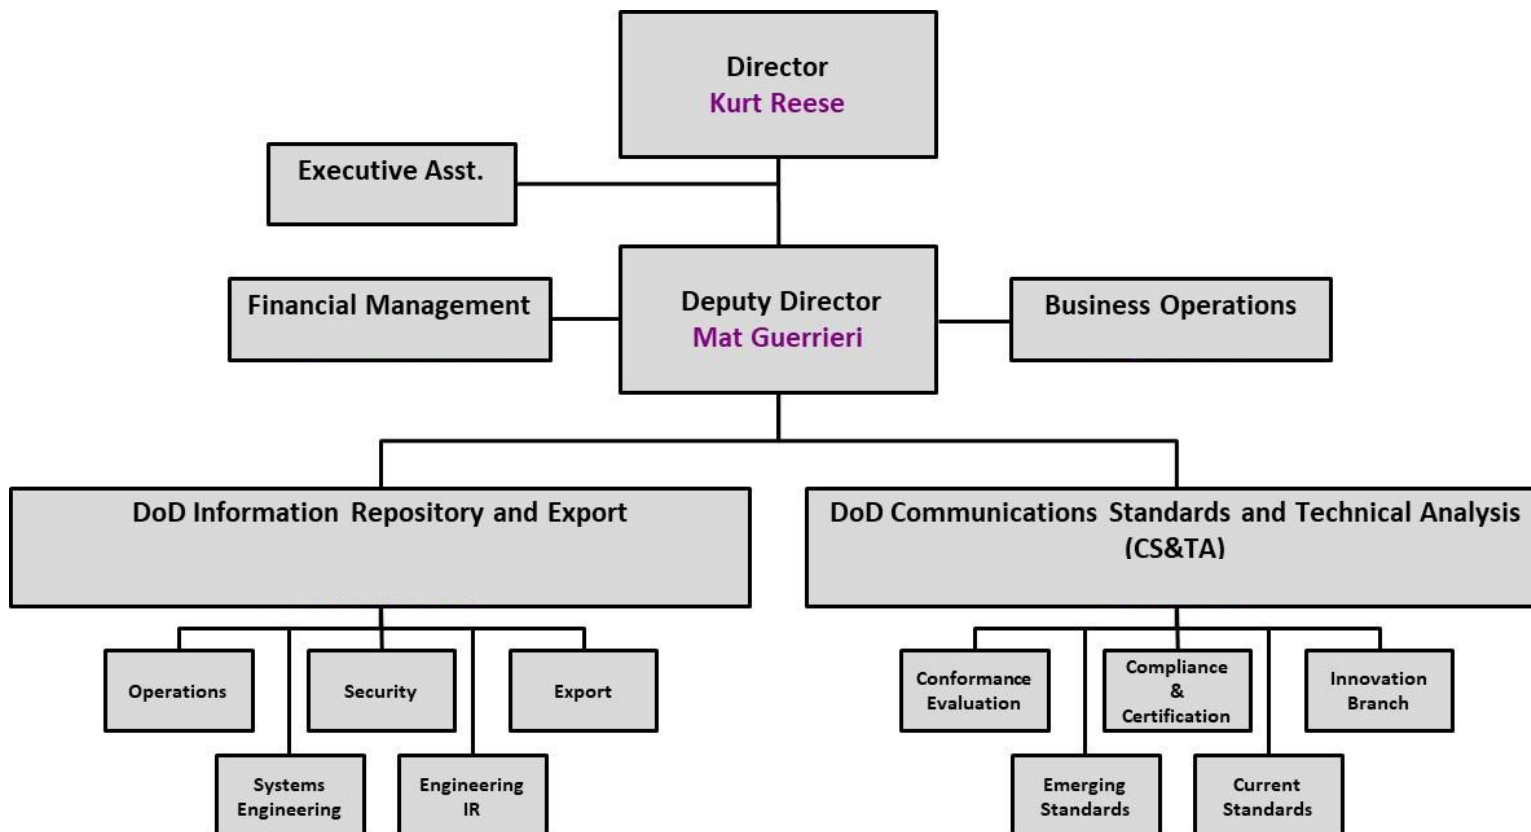 Director
Kurt Reese
Executive Asst.
Financial Management
Deputy Director
Mat Guerrieri
Business Operations
DoD Information Repository and Export
DoD Communications Standards and Technical Analysis
(CS&TA)
Operations
Security
Export
Systems
Engineering
Engineering
IR
Conformance
Evaluation
Compliance
&
Certification
Innovation
Branch
Emerging
Standards
Current
Standards